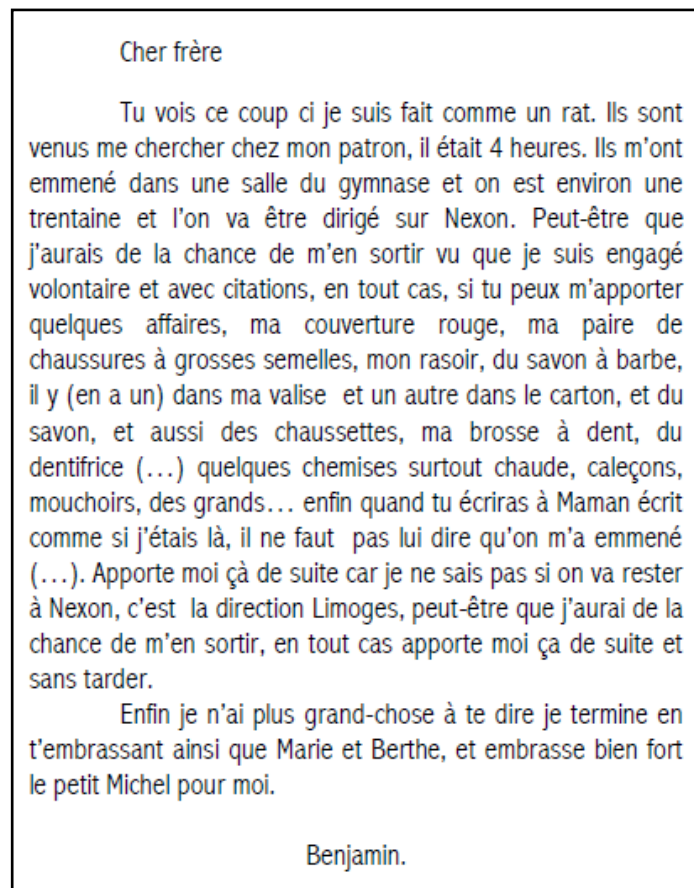 Cher frère
Tu vois ce coup ci je suis fait comme un rat. Ils sont
venus me chercher chez mon patron, il était 4 heures. Ils m’ont
emmené dans une salle du gymnase et on est environ une
trentaine et l’on va être dirigé sur Nexon. Peut-être que
j’aurais de la chance de m’en sortir vu que je suis engagé
volontaire et avec citations, en tout cas, si tu peux m’apporter
quelques affaires, ma couverture rouge, ma paire de
chaussures à grosses semelles, mon rasoir, du savon à barbe,
il y (en a un) dans ma valise et un autre dans le carton, et du
savon, et aussi des chaussettes, ma brosse à dent, du
dentifrice (…) quelques chemises surtout chaude, caleçons,
mouchoirs, des grands… enfin quand tu écriras à Maman écrit
comme si j’étais là, il ne faut pas lui dire qu’on m’a emmené
(…). Apporte moi çà de suite car je ne sais pas si on va rester
à Nexon, c’est la direction Limoges, peut-être que j’aurai de la
chance de m’en sortir, en tout cas apporte moi ça de suite et
sans tarder.
Enfin je n’ai plus grand-chose à te dire je termine en
t’embrassant ainsi que Marie et Berthe, et embrasse bien fort
le petit Michel pour moi.
Benjamin.